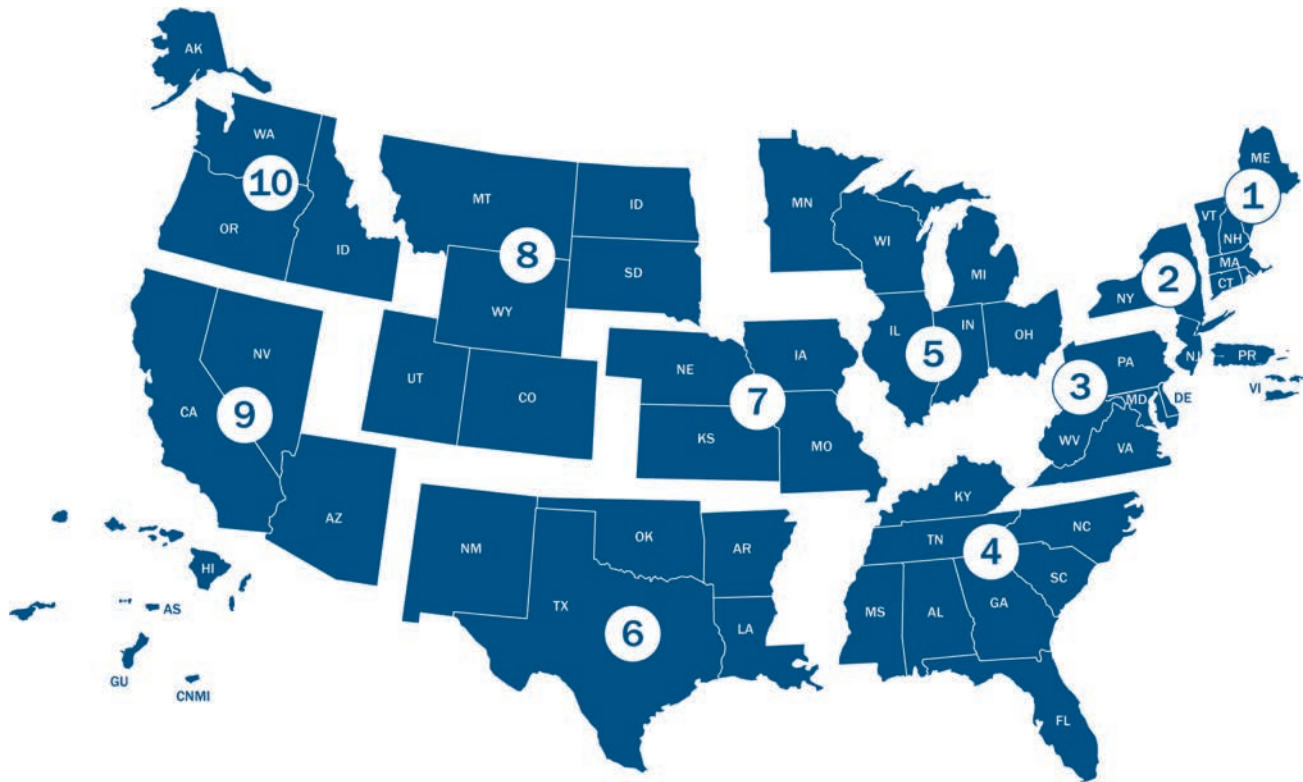 AK
WA
10
OR
ID
MT
ID
8
SD
WY
MN
WI
MI
ME
1
VT
NH
MA
CT
2
NY
NJ
PR
VI
PA
3
MD
DE
WV
VA
IL
IN
OH
5
NE
IA
7
KS
MO
UT
CO
NV
CA
9
AZ
NM
OK
AR
TX
6
LA
KY
NC
TN
4
SC
MS
AL
GA
FL
HI
AS
GU
CNMI